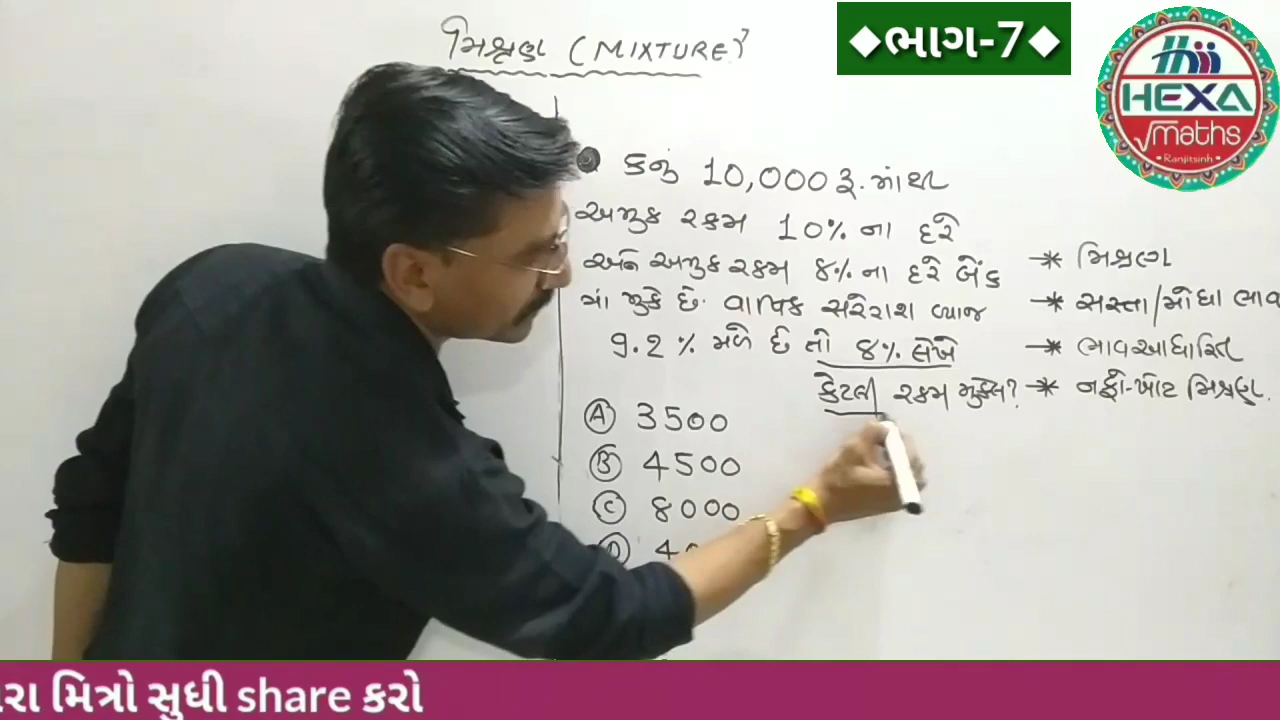 મિશ્રણ (MIXTURE)
◆ભાગ-7◆
HEXA
√maths
• Ranjitsinh •
કનુ 10,000 રૂ. માંથી
અમુક રકમ 10% ના દરે
અને અમુક રકમ 8% ના દરે બેંક
માં મુકે છે. વાર્ષિક સરેરાશ વ્યાજ
9.2 % મળે છે તો 8% લેખે
કેટલી રકમ મુકેલ?
Ⓐ 3500
Ⓑ 4500
Ⓒ 8000
Ⓓ
* મિશ્રણ
* સસ્તા/મોંઘા ભાવ
* ભાવઆધારિત
* નફો-ખોટ મિશ્રણ.
મિત્રો સુધી share કરો